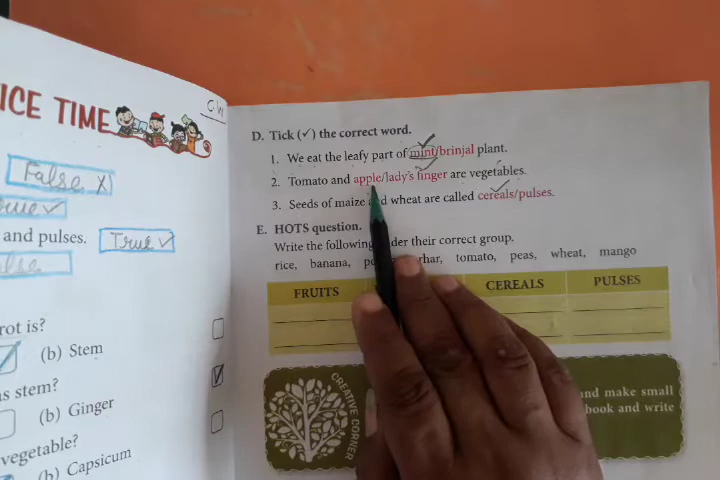 ICE TIME
C.W
False X
and pulses. True ✓
rot is?
(b) Stem
as stem?
(b) Ginger
vegetable?
(b) Capsicum
D. Tick (✓) the correct word.
1. We eat the leafy part of mint/brinjal plant.
2. Tomato and apple/lady's finger are vegetables.
3. Seeds of maize and wheat are called cereals/pulses.
E. HOTS question.
Write the following under their correct group.
rice, banana, tomato, peas, wheat, mango
FRUITS CEREALS PULSES
CREATIVE CORNER
and make small
book and write